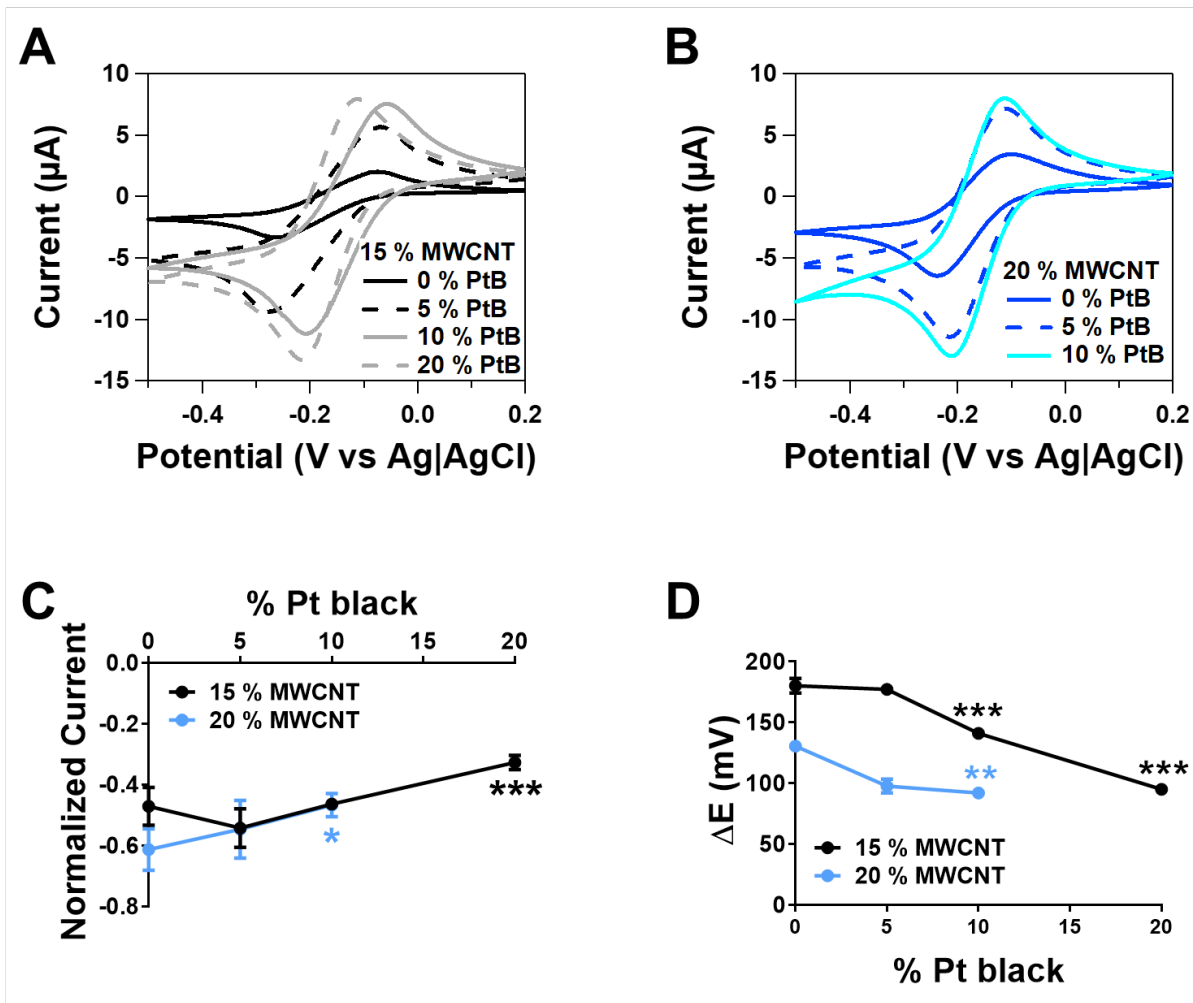 A
10
5
0
-5
-10
-15
Current (µA)
15 % MWCNT
0 % PtB
5 % PtB
10 % PtB
20 % PtB
-0.4
-0.2
0.0
0.2
Potential (V vs Ag|AgCl)
B
10
5
0
-5
-10
-15
Current (µA)
20 % MWCNT
0 % PtB
5 % PtB
10 % PtB
-0.4
-0.2
0.0
0.2
Potential (V vs Ag|AgCl)
C
% Pt black
0
5
10
15
20
0.0
-0.2
-0.4
-0.6
-0.8
Normalized Current
15 % MWCNT
20 % MWCNT
***
*
D
200
150
100
50
0
ΔE (mV)
***
**
***
15 % MWCNT
20 % MWCNT
0
5
10
15
20
% Pt black